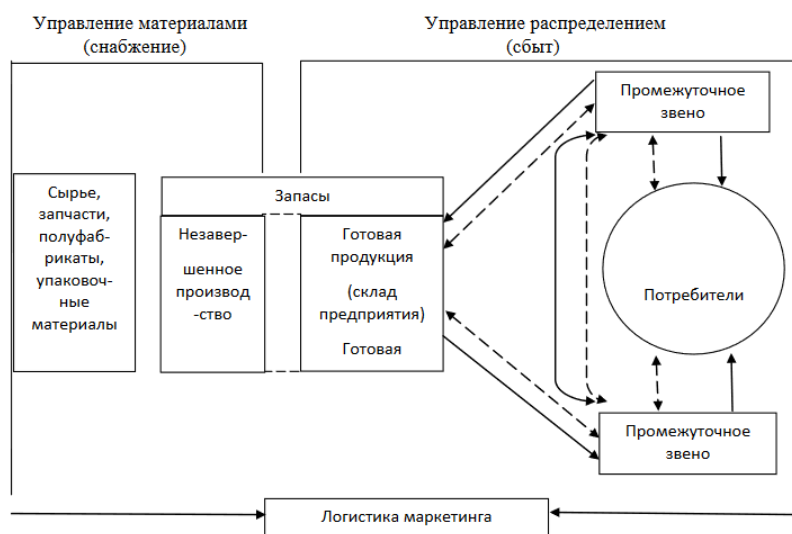 Управление материалами
(снабжение)
Управление распределением
(сбыт)
Промежуточное
звено
Сырье,
запчасти,
полуфаб-
рикаты,
упаковоч-
ные
материалы
Запасы
Незавер-
шенное
производ
-ство
Готовая
продукция
(склад
предприятия)
Готовая
Потребители
Промежуточное
звено
Логистика маркетинга